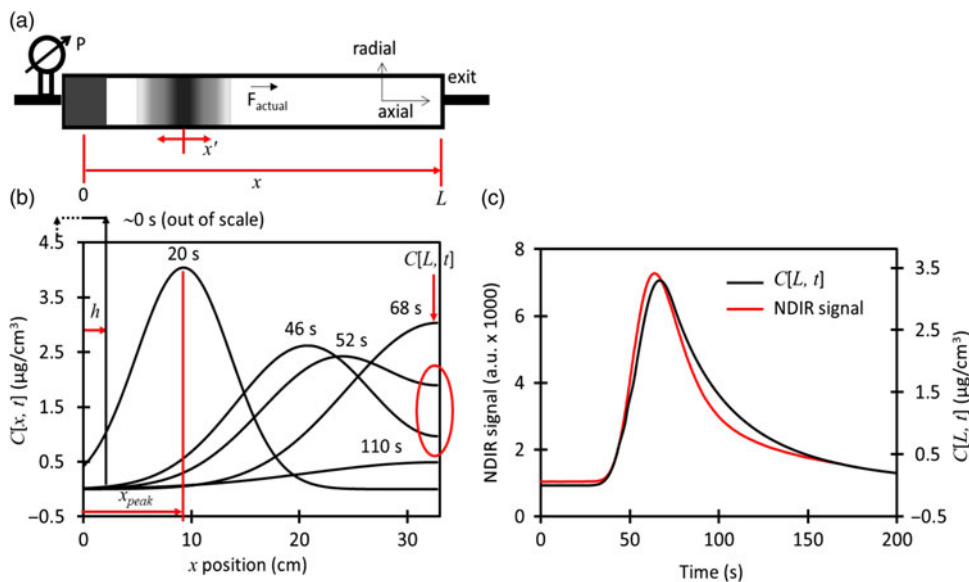 (a)
P
radial
exit
F_actual
axial
x'
x
0
L
(b)
~0 s (out of scale)
4.5
20 s
C[L, t]
3.5
68 s
h
46 s
52 s
2.5
1.5
110 s
0.5
x_peak
−0.5
0
10
20
30
C[x, t] (µg/cm³)
x position (cm)
(c)
8
6
4
2
0
NDIR signal (a.u. x 1000)
C[L, t]
NDIR signal
3.5
2.5
1.5
0.5
−0.5
C[L, t] (µg/cm³)
0
50
100
150
200
Time (s)